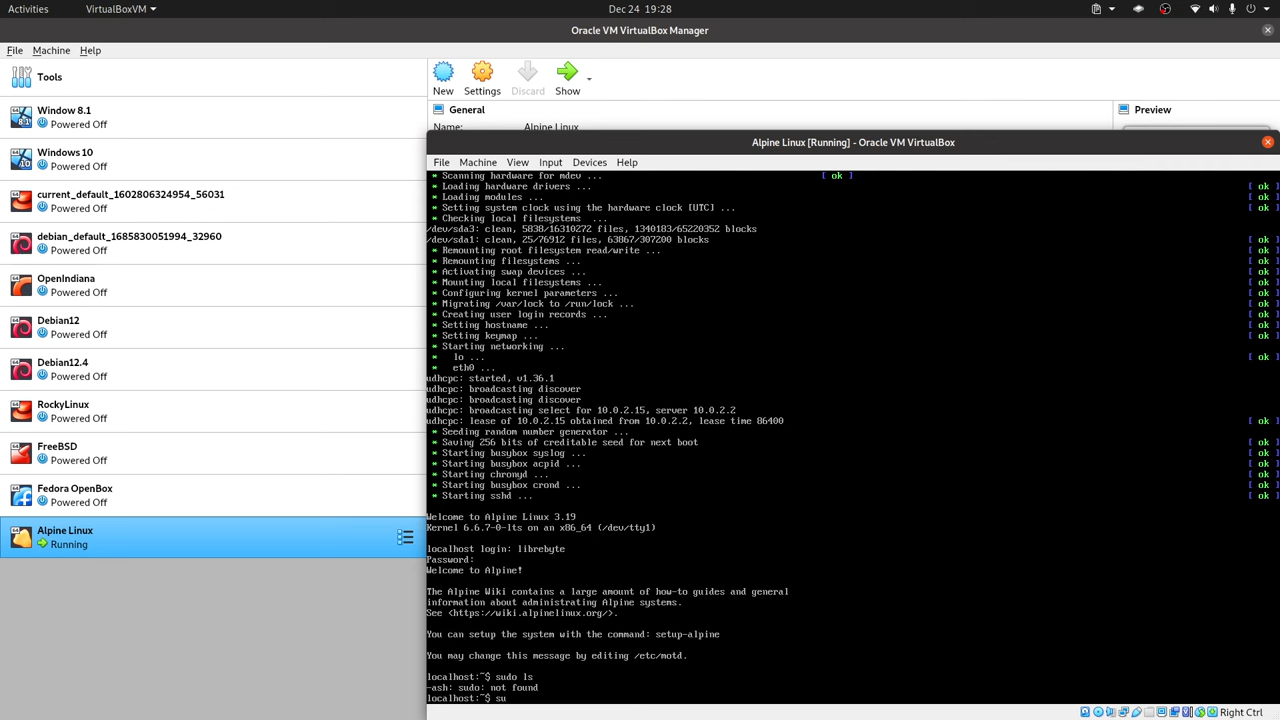 Activities VirtualBoxVM Dec 24 19:28
Oracle VM VirtualBox Manager
File Machine Help
Tools
New Settings Discard Show
Window 8.1
Powered Off
Windows 10
Powered Off
current_default_1602806324954_56031
Powered Off
debian_default_1685830051994_32960
Powered Off
OpenIndiana
Powered Off
Debian12
Powered Off
Debian12.4
Powered Off
RockyLinux
Powered Off
FreeBSD
Powered Off
Fedora OpenBox
Powered Off
Alpine Linux
Running
General
Name: Alpine Linux
Preview
Alpine Linux [Running] - Oracle VM VirtualBox
File Machine View Input Devices Help
* Scanning hardware for mdev ... [ ok ]
* Loading hardware drivers ... [ ok ]
* Loading modules ... [ ok ]
* Setting system clock using the hardware clock [UTC] ... [ ok ]
* Checking local filesystems ...
/dev/sda3: clean, 5838/16310272 files, 1340183/65220352 blocks
/dev/sda1: clean, 25/76912 files, 63867/307200 blocks
[ ok ]
* Remounting root filesystem read/write ... [ ok ]
* Remounting filesystems ... [ ok ]
* Activating swap devices ... [ ok ]
* Mounting local filesystems ... [ ok ]
* Configuring kernel parameters ... [ ok ]
* Migrating /var/lock to /run/lock ... [ ok ]
* Creating user login records ... [ ok ]
* Setting hostname ... [ ok ]
* Setting keymap ... [ ok ]
* Starting networking ...
* lo ... [ ok ]
* eth0 ...
udhcpc: started, v1.36.1
udhcpc: broadcasting discover
udhcpc: broadcasting discover
udhcpc: broadcasting select for 10.0.2.15, server 10.0.2.2
udhcpc: lease of 10.0.2.15 obtained from 10.0.2.2, lease time 86400
[ ok ]
* Seeding random number generator ...
* Saving 256 bits of creditable seed for next boot
[ ok ]
* Starting busybox syslog ... [ ok ]
* Starting busybox acpid ... [ ok ]
* Starting chronyd ... [ ok ]
* Starting busybox crond ... [ ok ]
* Starting sshd ... [ ok ]
Welcome to Alpine Linux 3.19
Kernel 6.6.7-0-lts on an x86_64 (/dev/tty1)
localhost login: librebyte
Password:
Welcome to Alpine!
The Alpine Wiki contains a large amount of how-to guides and general
information about administrating Alpine systems.
See <https://wiki.alpinelinux.org/>.
You can setup the system with the command: setup-alpine
You may change this message by editing /etc/motd.
localhost:~$ sudo ls
-ash: sudo: not found
localhost:~$ su
Right Ctrl